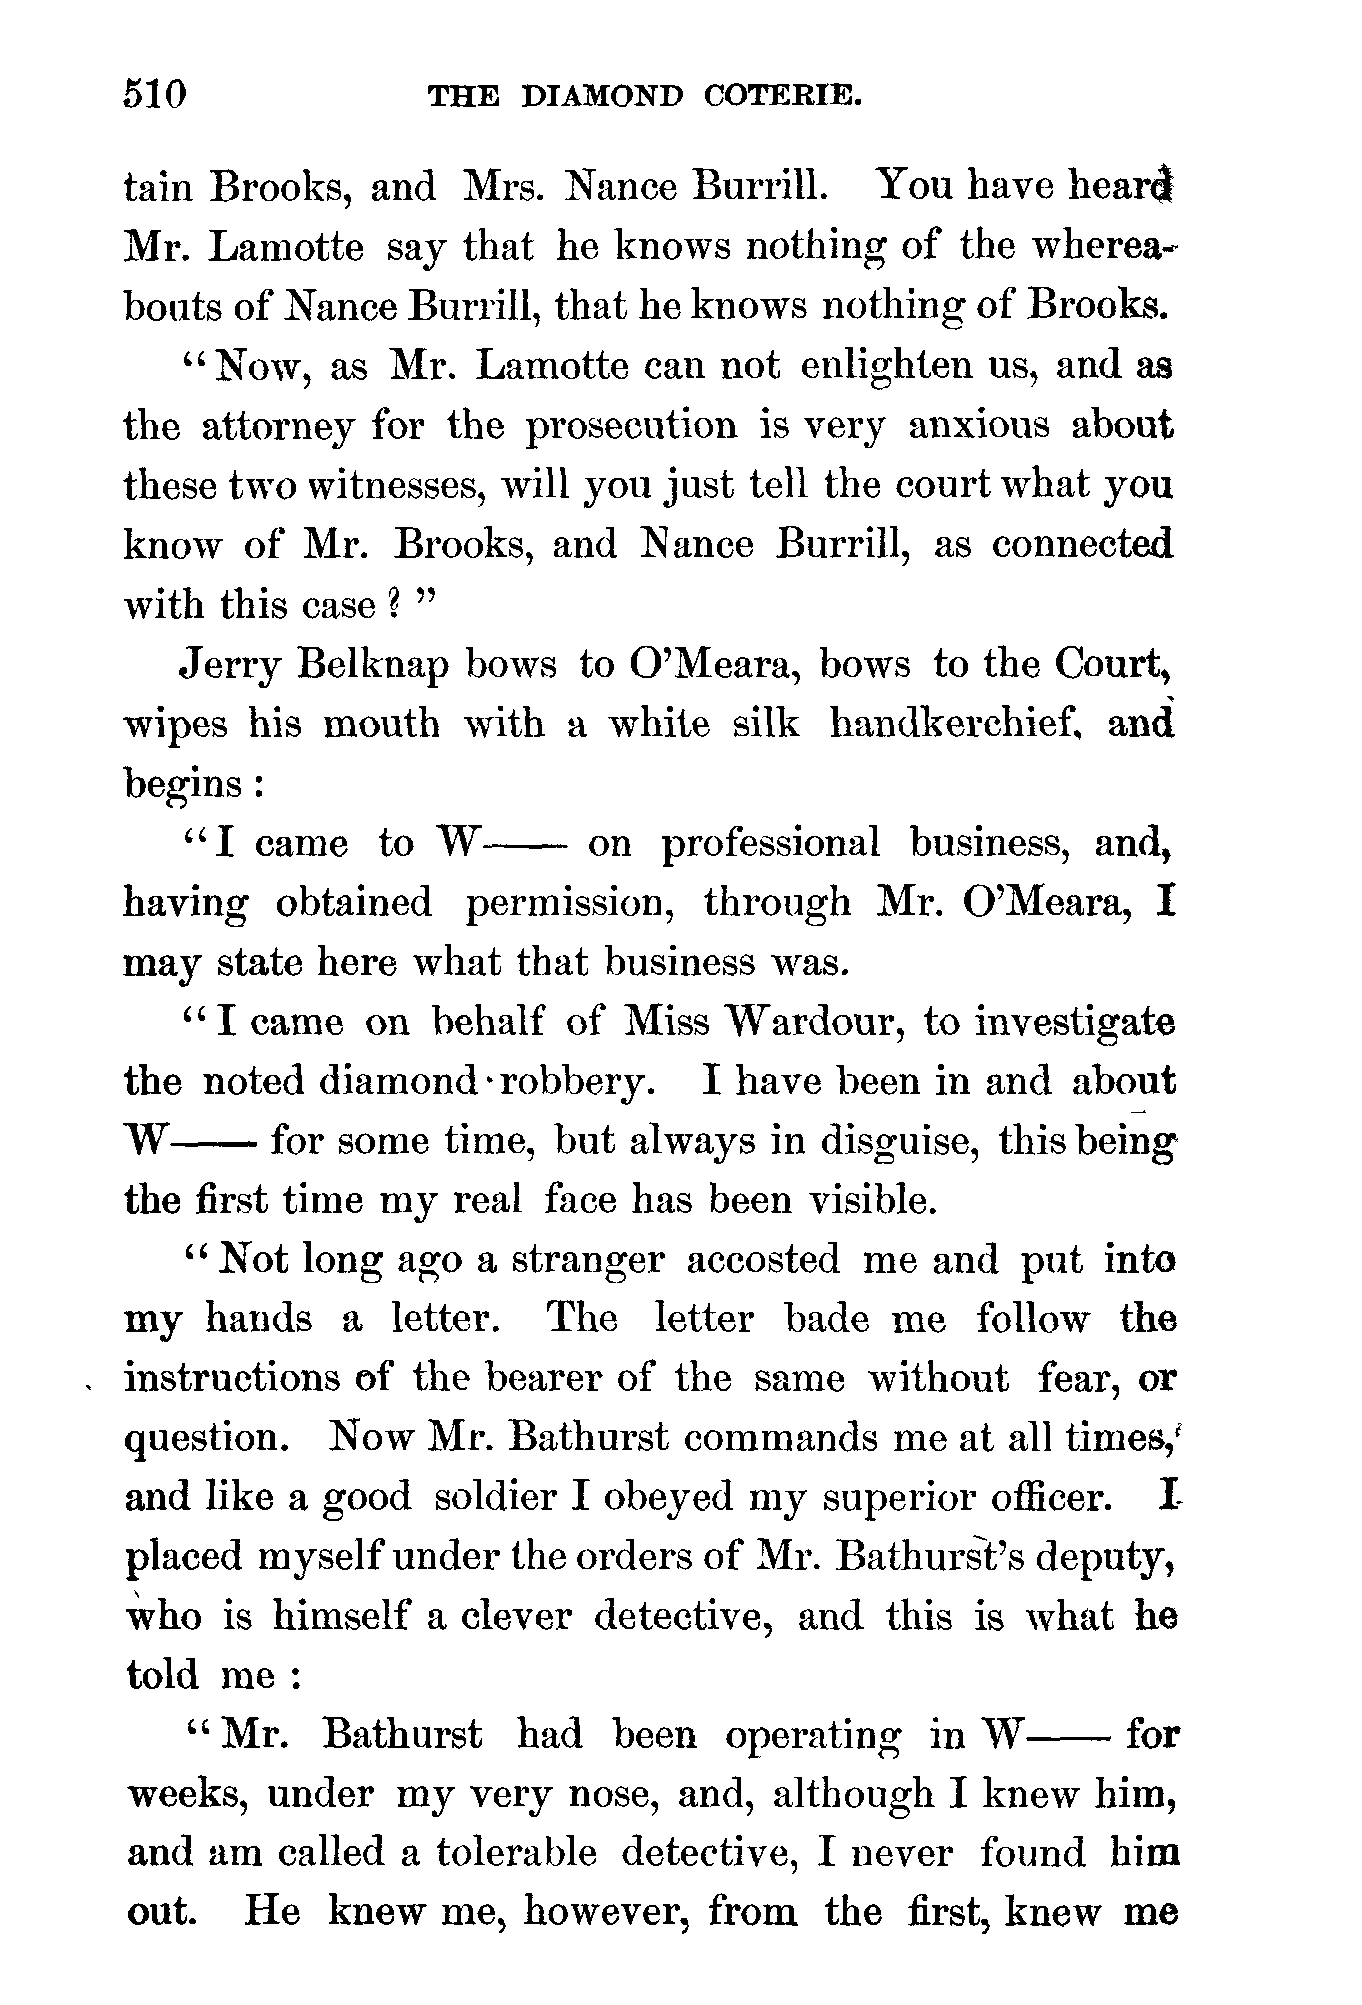 510 THE DIAMOND COTERIE.
tain Brooks, and Mrs. Nance Burrill. You have heard
Mr. Lamotte say that he knows nothing of the wherea-
bouts of Nance Burrill, that he knows nothing of Brooks.
"Now, as Mr. Lamotte can not enlighten us, and as
the attorney for the prosecution is very anxious about
these two witnesses, will you just tell the court what you
know of Mr. Brooks, and Nance Burrill, as connected
with this case?"
Jerry Belknap bows to O'Meara, bows to the Court,
wipes his mouth with a white silk handkerchief, and
begins:
"I came to W—— on professional business, and,
having obtained permission, through Mr. O'Meara, I
may state here what that business was.
"I came on behalf of Miss Wardour, to investigate
the noted diamond robbery. I have been in and about
W—— for some time, but always in disguise, this being
the first time my real face has been visible.
"Not long ago a stranger accosted me and put into
my hands a letter. The letter bade me follow the
instructions of the bearer of the same without fear, or
question. Now Mr. Bathurst commands me at all times,
and like a good soldier I obeyed my superior officer. I
placed myself under the orders of Mr. Bathurst's deputy,
who is himself a clever detective, and this is what he
told me:
"Mr. Bathurst had been operating in W—— for
weeks, under my very nose, and, although I knew him,
and am called a tolerable detective, I never found him
out. He knew me, however, from the first, knew me